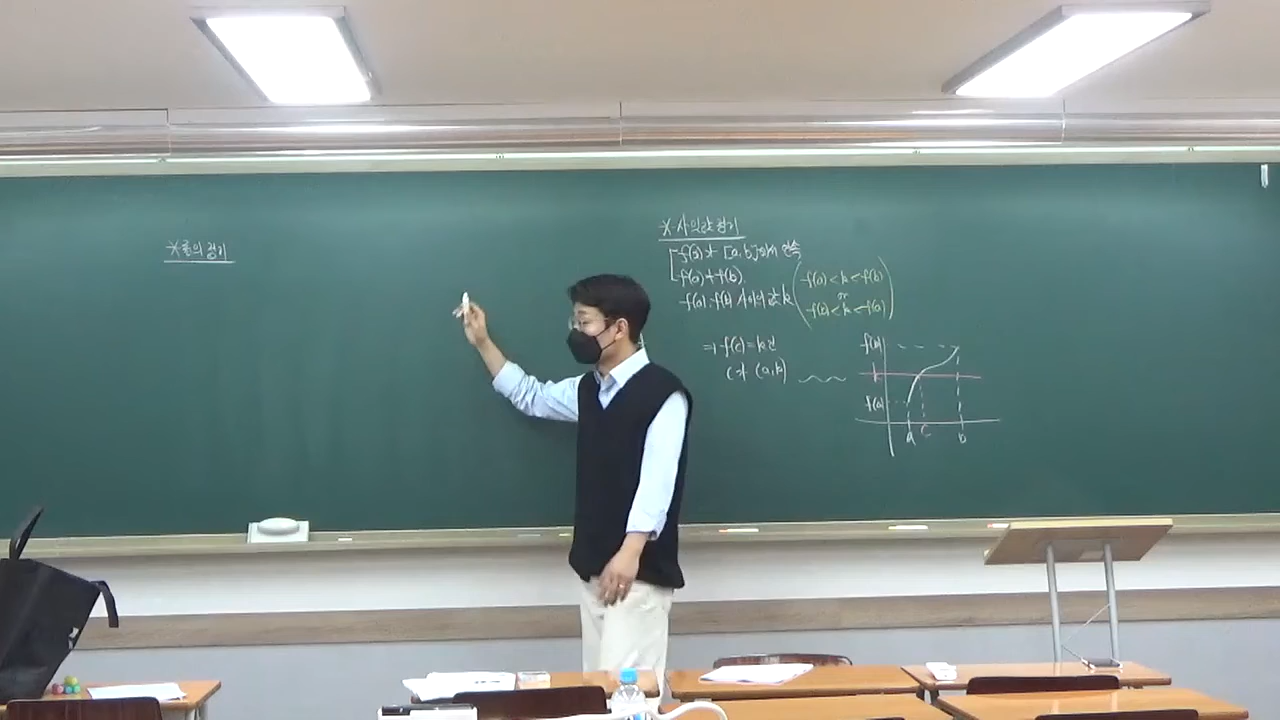 ※롤의 정리
※사잇값 정리
f(x)가 [a, b]에서 연속
f(a)≠f(b)
f(a), f(b) 사이의 값 k
f(a)<k<f(b)
or
f(b)<k<f(a)
⇒ f(c)=k인
c가 (a, b)
f(b)
f(a)
a
c
b